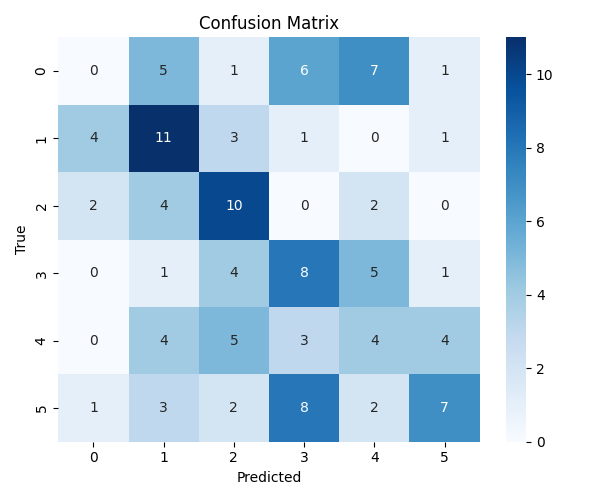 Confusion Matrix
True
0 0 5 1 6 7 1
1 4 11 3 1 0 1
2 2 4 10 0 2 0
3 0 1 4 8 5 1
4 0 4 5 3 4 4
5 1 3 2 8 2 7
0 1 2 3 4 5
Predicted
10
8
6
4
2
0